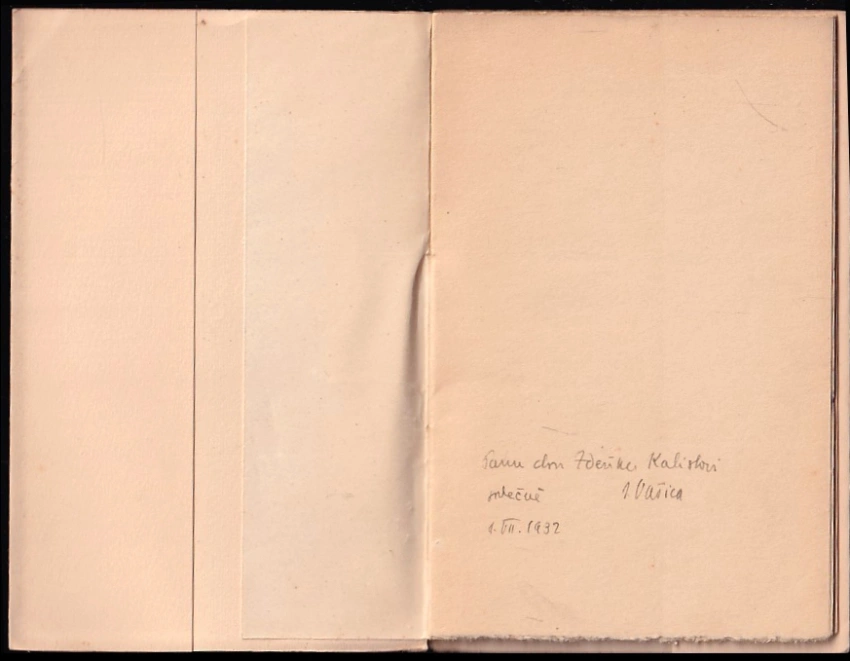 Panu dru Zdeňku Kalistovi
srdečně J. Vašica
1. VII. 1932